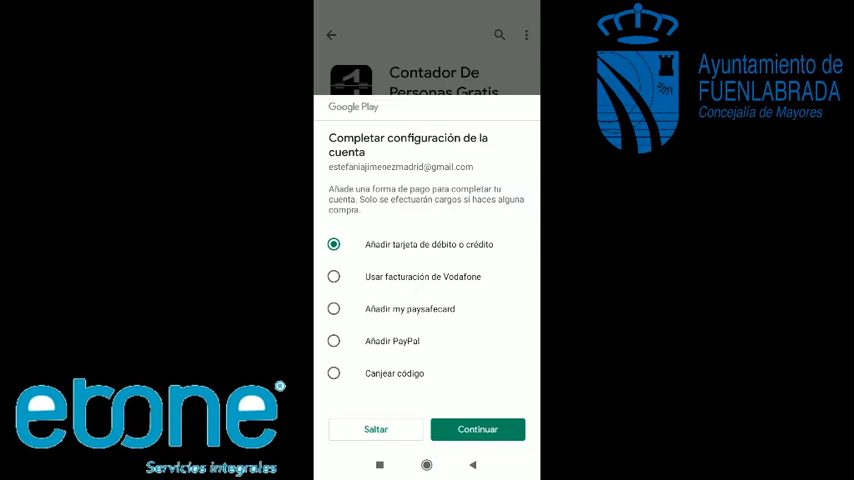 Contador De
Personas Gratis
Google Play
Completar configuración de la
cuenta
estefaniajimenezmadrid@gmail.com
Añade una forma de pago para completar tu
cuenta. Solo se efectuarán cargos si haces alguna
compra.
Añadir tarjeta de débito o crédito
Usar facturación de Vodafone
Añadir my paysafecard
Añadir PayPal
Canjear código
Saltar
Continuar
Ayuntamiento de
FUENLABRADA
Concejalía de Mayores
ebone
Servicios integrales